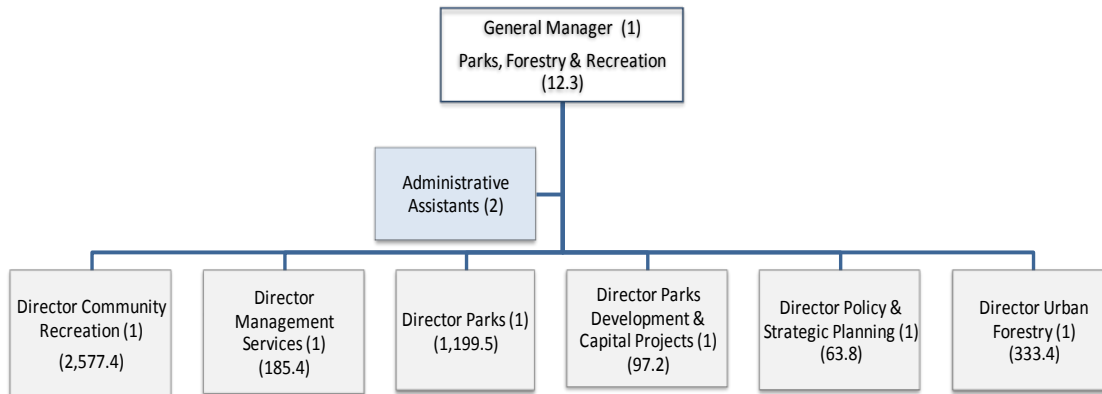 General Manager (1)
Parks, Forestry & Recreation
(12.3)
Administrative
Assistants (2)
Director Community
Recreation (1)
(2,577.4)
Director
Management
Services (1)
(185.4)
Director Parks (1)
(1,199.5)
Director Parks
Development &
Capital Projects (1)
(97.2)
Director Policy &
Strategic Planning (1)
(63.8)
Director Urban
Forestry (1)
(333.4)